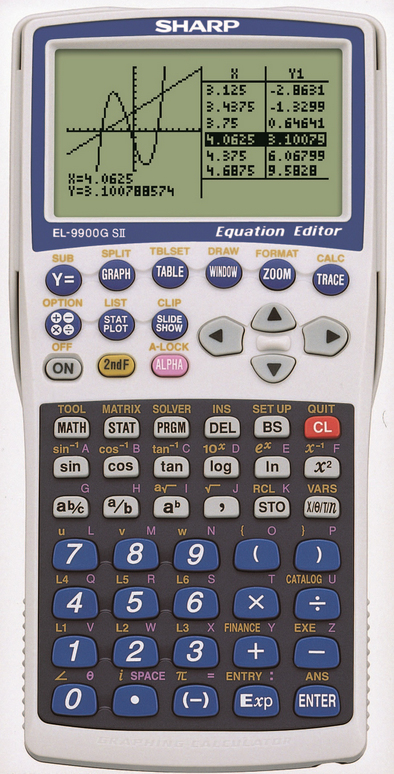 SHARP
X Y1
3.125 -2.8631
3.4375 -1.3299
3.75 0.64641
4.0625 3.10079
4.375 6.06799
4.6875 9.5828
X=4.0625
Y=3.100788574
EL-9900G SII Equation Editor
SUB SPLIT TBLSET DRAW FORMAT CALC
Y= GRAPH TABLE WINDOW ZOOM TRACE
OPTION LIST CLIP
+ − × ÷ STAT PLOT SLIDE SHOW
OFF A-LOCK
ON 2ndF ALPHA
TOOL MATRIX SOLVER INS SET UP QUIT
MATH STAT PRGM DEL BS CL
sin⁻¹ A cos⁻¹ B tan⁻¹ C 10ˣ D eˣ E x⁻¹ F
sin cos tan log ln x²
G H a√ I √ J RCL K VARS
ab/c a/b aᵇ , STO X/θ/T/n
u L v M w N { O } P
7 8 9 ( )
L4 Q L5 R L6 S T CATALOG U
4 5 6 × ÷
L1 V L2 W L3 X FINANCE Y EXE Z
1 2 3 + −
∠ θ i SPACE π = ENTRY : ANS
0 • (−) Exp ENTER
GRAPHING CALCULATOR